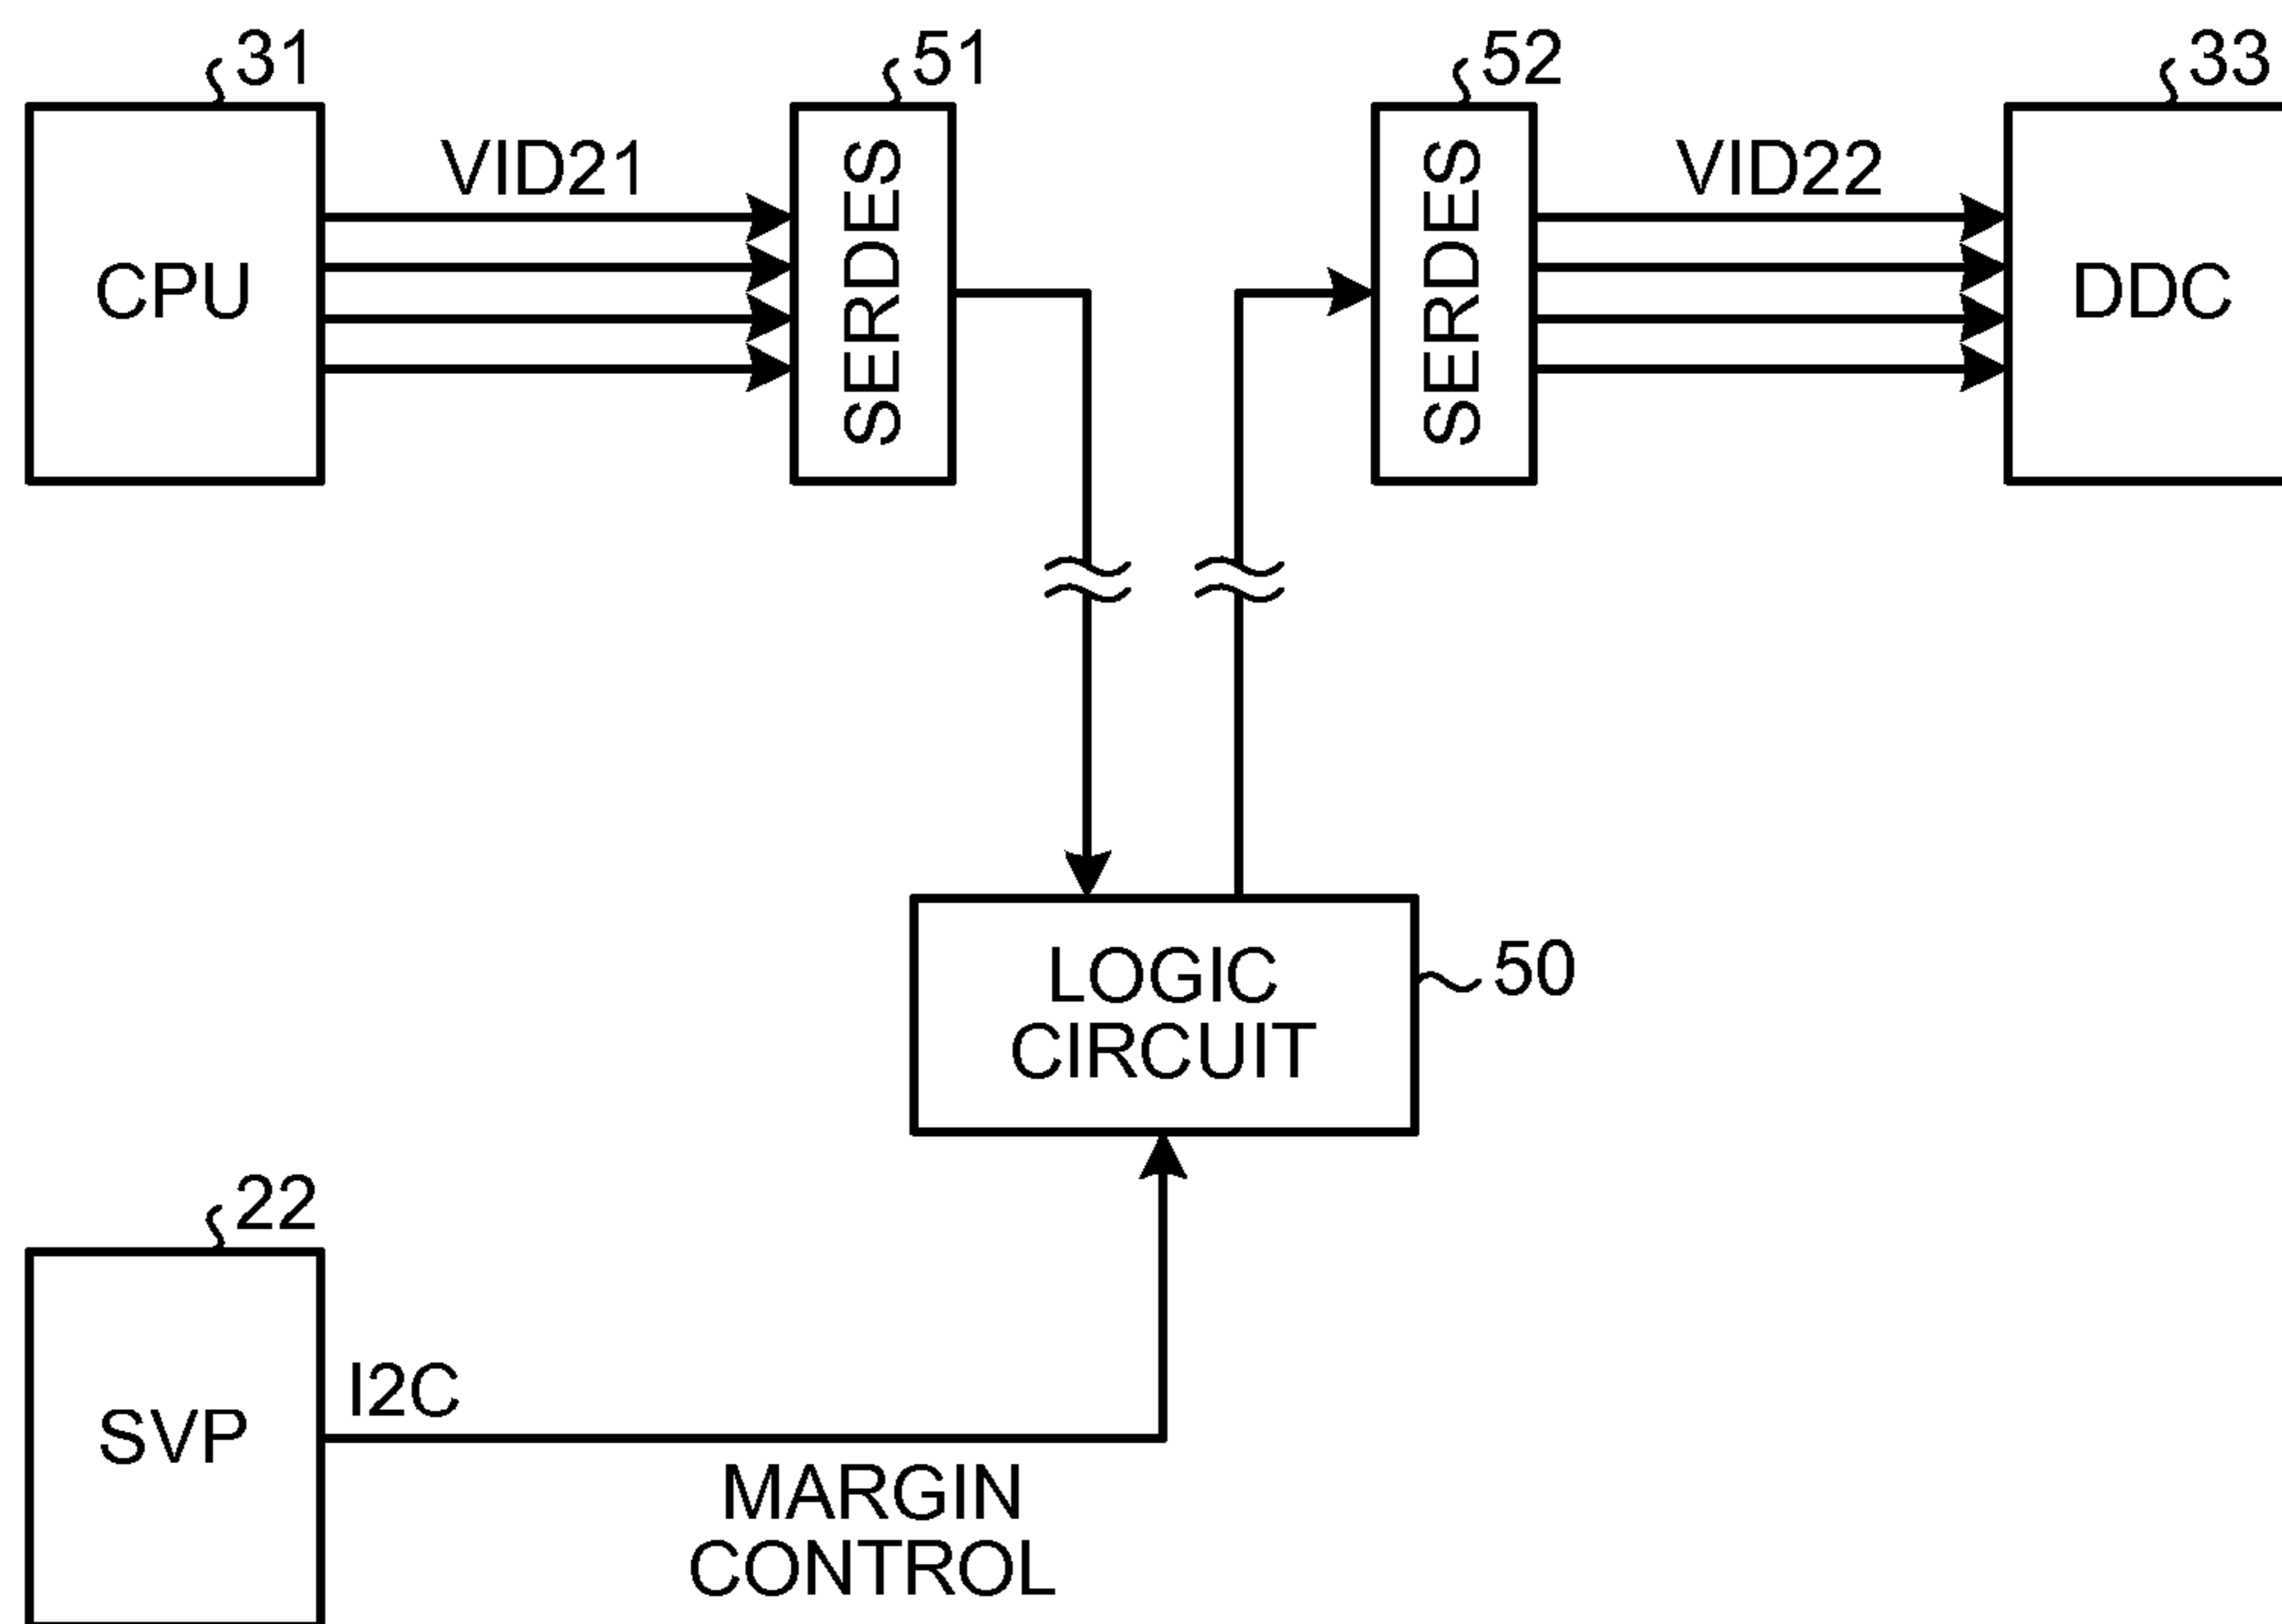 31
51
52
33
VID21
VID22
CPU
SERDES
SERDES
DDC
LOGIC
CIRCUIT
50
22
SVP
I2C
MARGIN
CONTROL